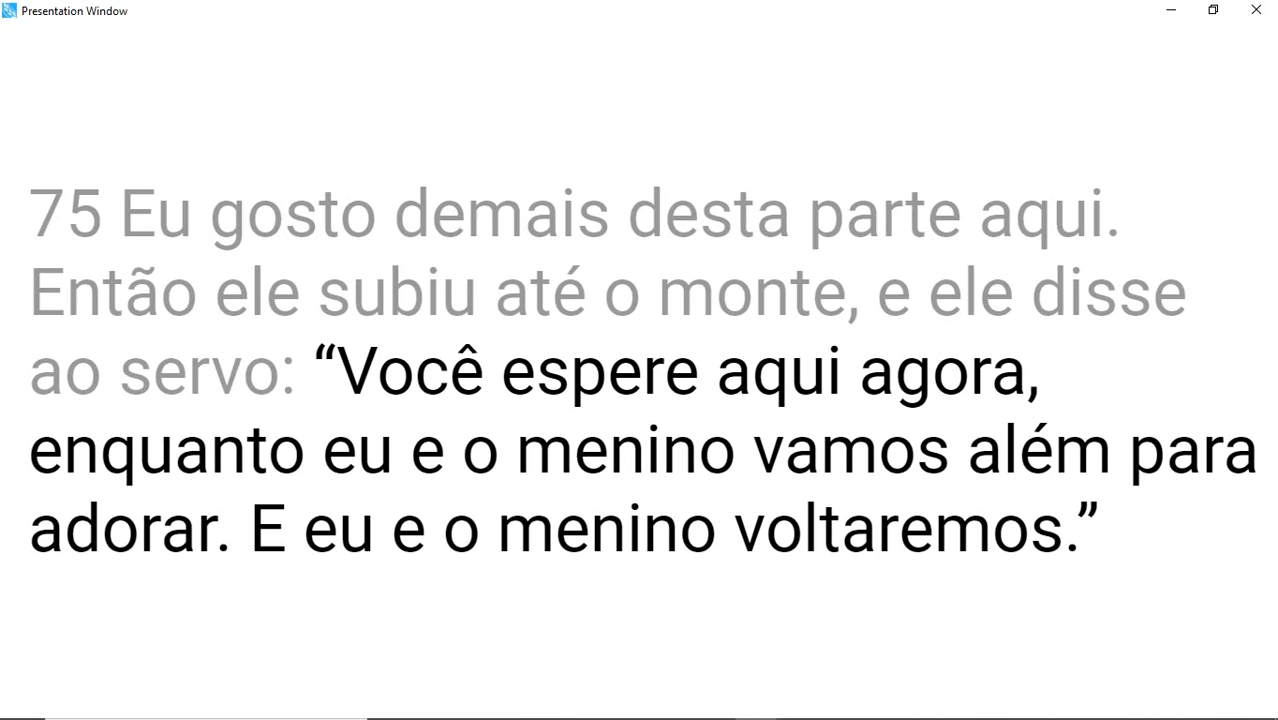 Presentation Window
75 Eu gosto demais desta parte aqui.
Então ele subiu até o monte, e ele disse
ao servo: “Você espere aqui agora,
enquanto eu e o menino vamos além para
adorar. E eu e o menino voltaremos.”